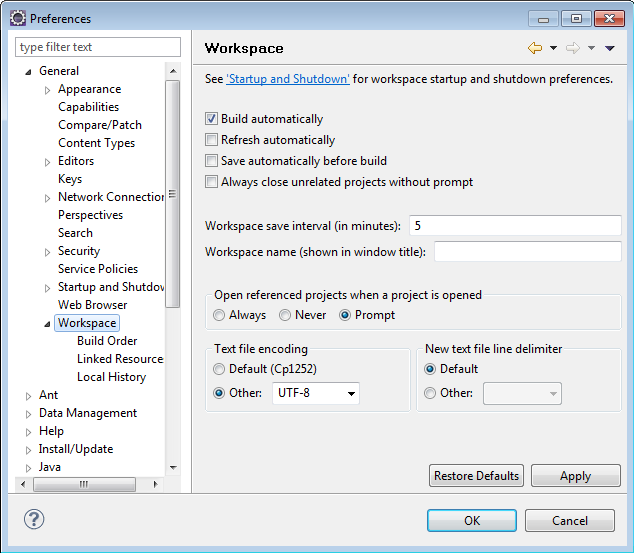 Preferences
type filter text
General
Appearance
Capabilities
Compare/Patch
Content Types
Editors
Keys
Network Connection
Perspectives
Search
Security
Service Policies
Startup and Shutdow
Web Browser
Workspace
Build Order
Linked Resource
Local History
Ant
Data Management
Help
Install/Update
Java
Workspace
See 'Startup and Shutdown' for workspace startup and shutdown preferences.
Build automatically
Refresh automatically
Save automatically before build
Always close unrelated projects without prompt
Workspace save interval (in minutes): 5
Workspace name (shown in window title):
Open referenced projects when a project is opened
Always Never Prompt
Text file encoding
Default (Cp1252)
Other: UTF-8
New text file line delimiter
Default
Other:
Restore Defaults Apply
OK Cancel